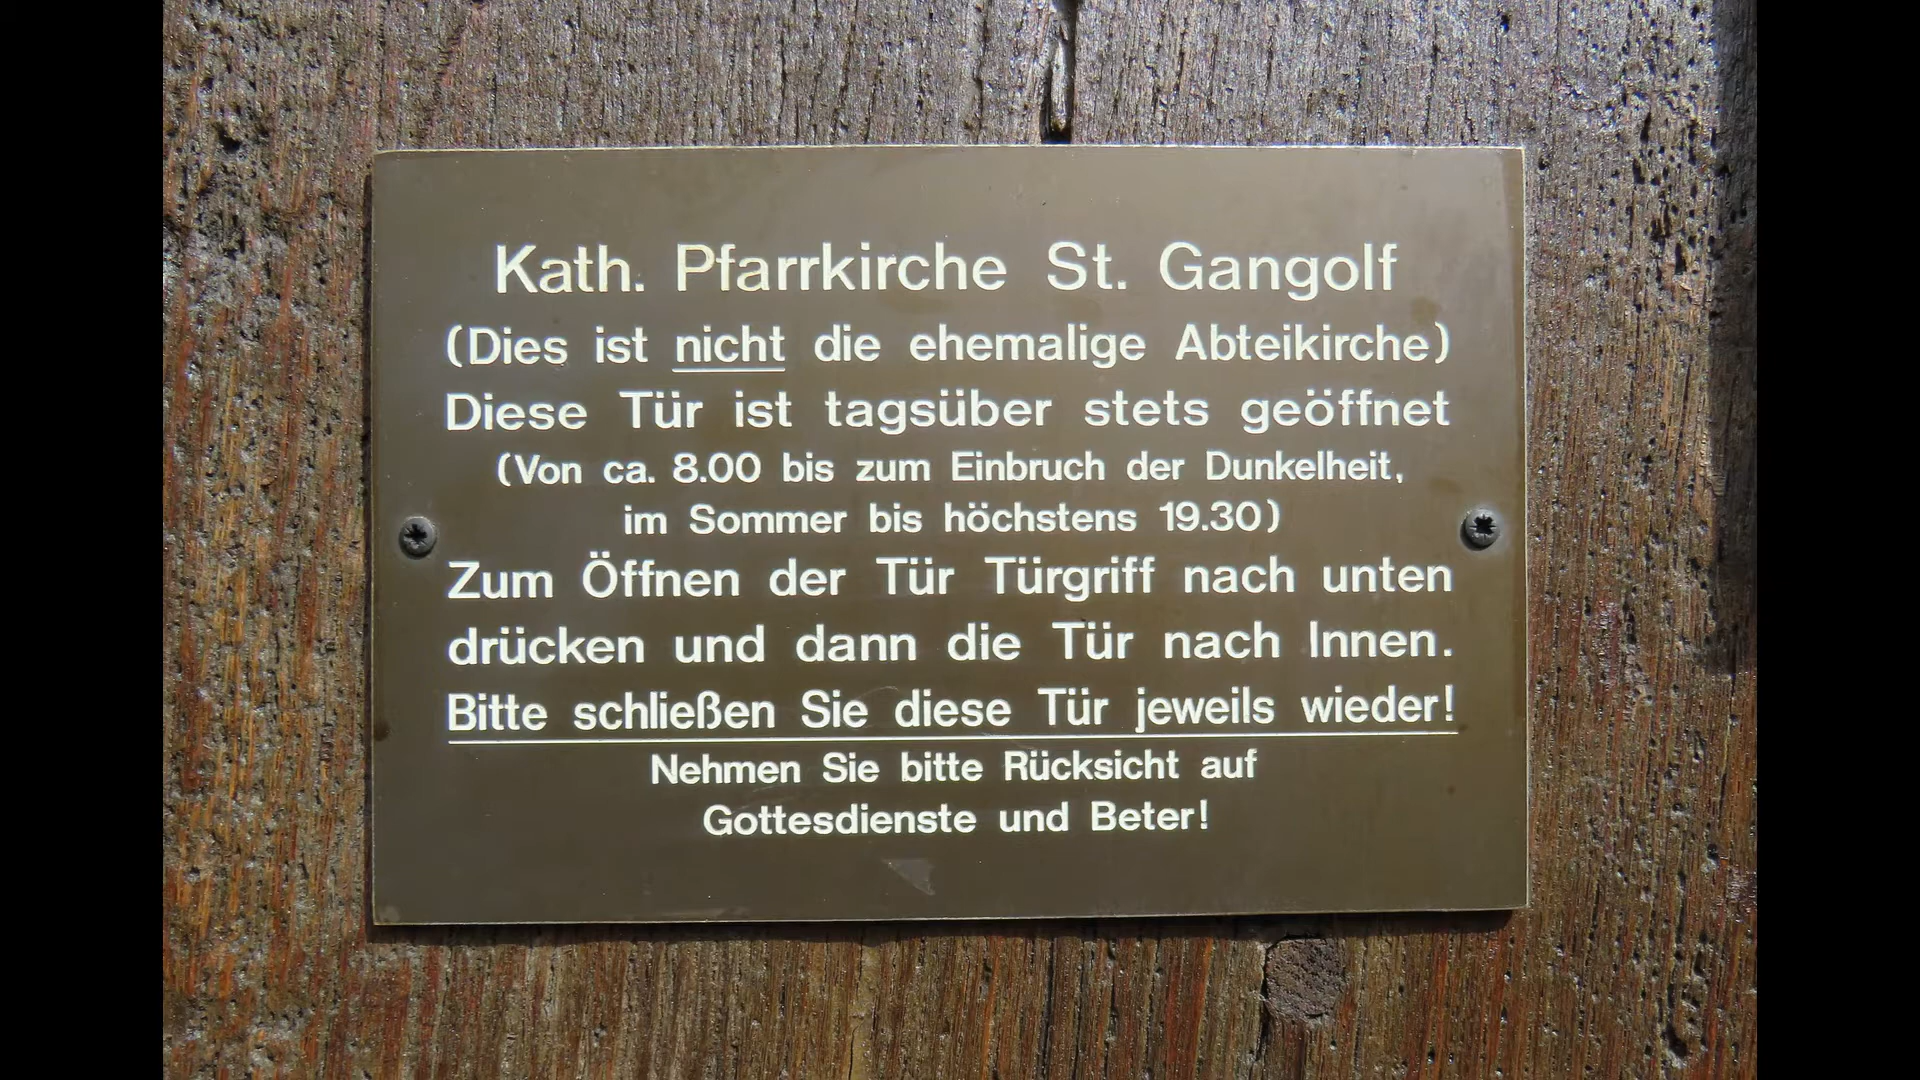 Kath. Pfarrkirche St. Gangolf
(Dies ist nicht die ehemalige Abteikirche)
Diese Tür ist tagsüber stets geöffnet
(Von ca. 8.00 bis zum Einbruch der Dunkelheit,
im Sommer bis höchstens 19.30)
Zum Öffnen der Tür Türgriff nach unten
drücken und dann die Tür nach Innen.
Bitte schließen Sie diese Tür jeweils wieder!
Nehmen Sie bitte Rücksicht auf
Gottesdienste und Beter!